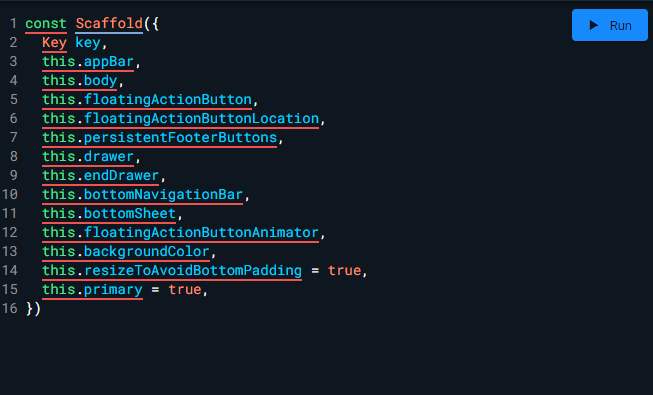 1 const Scaffold({ Run
2 Key key,
3 this.appBar,
4 this.body,
5 this.floatingActionButton,
6 this.floatingActionButtonLocation,
7 this.persistentFooterButtons,
8 this.drawer,
9 this.endDrawer,
10 this.bottomNavigationBar,
11 this.bottomSheet,
12 this.floatingActionButtonAnimator,
13 this.backgroundColor,
14 this.resizeToAvoidBottomPadding = true,
15 this.primary = true,
16 })